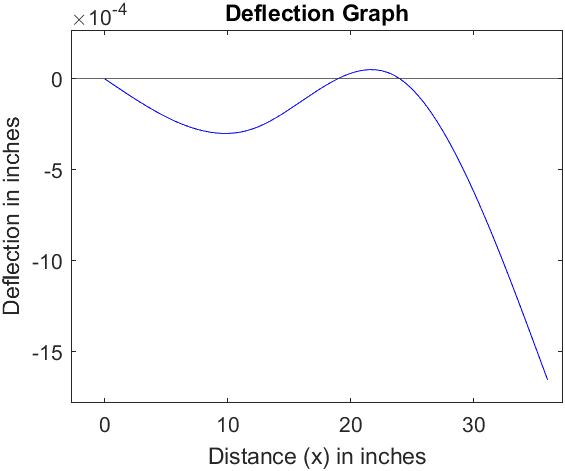 ×10-4
Deflection Graph
0
-5
-10
-15
Deflection in inches
0 10 20 30
Distance (x) in inches